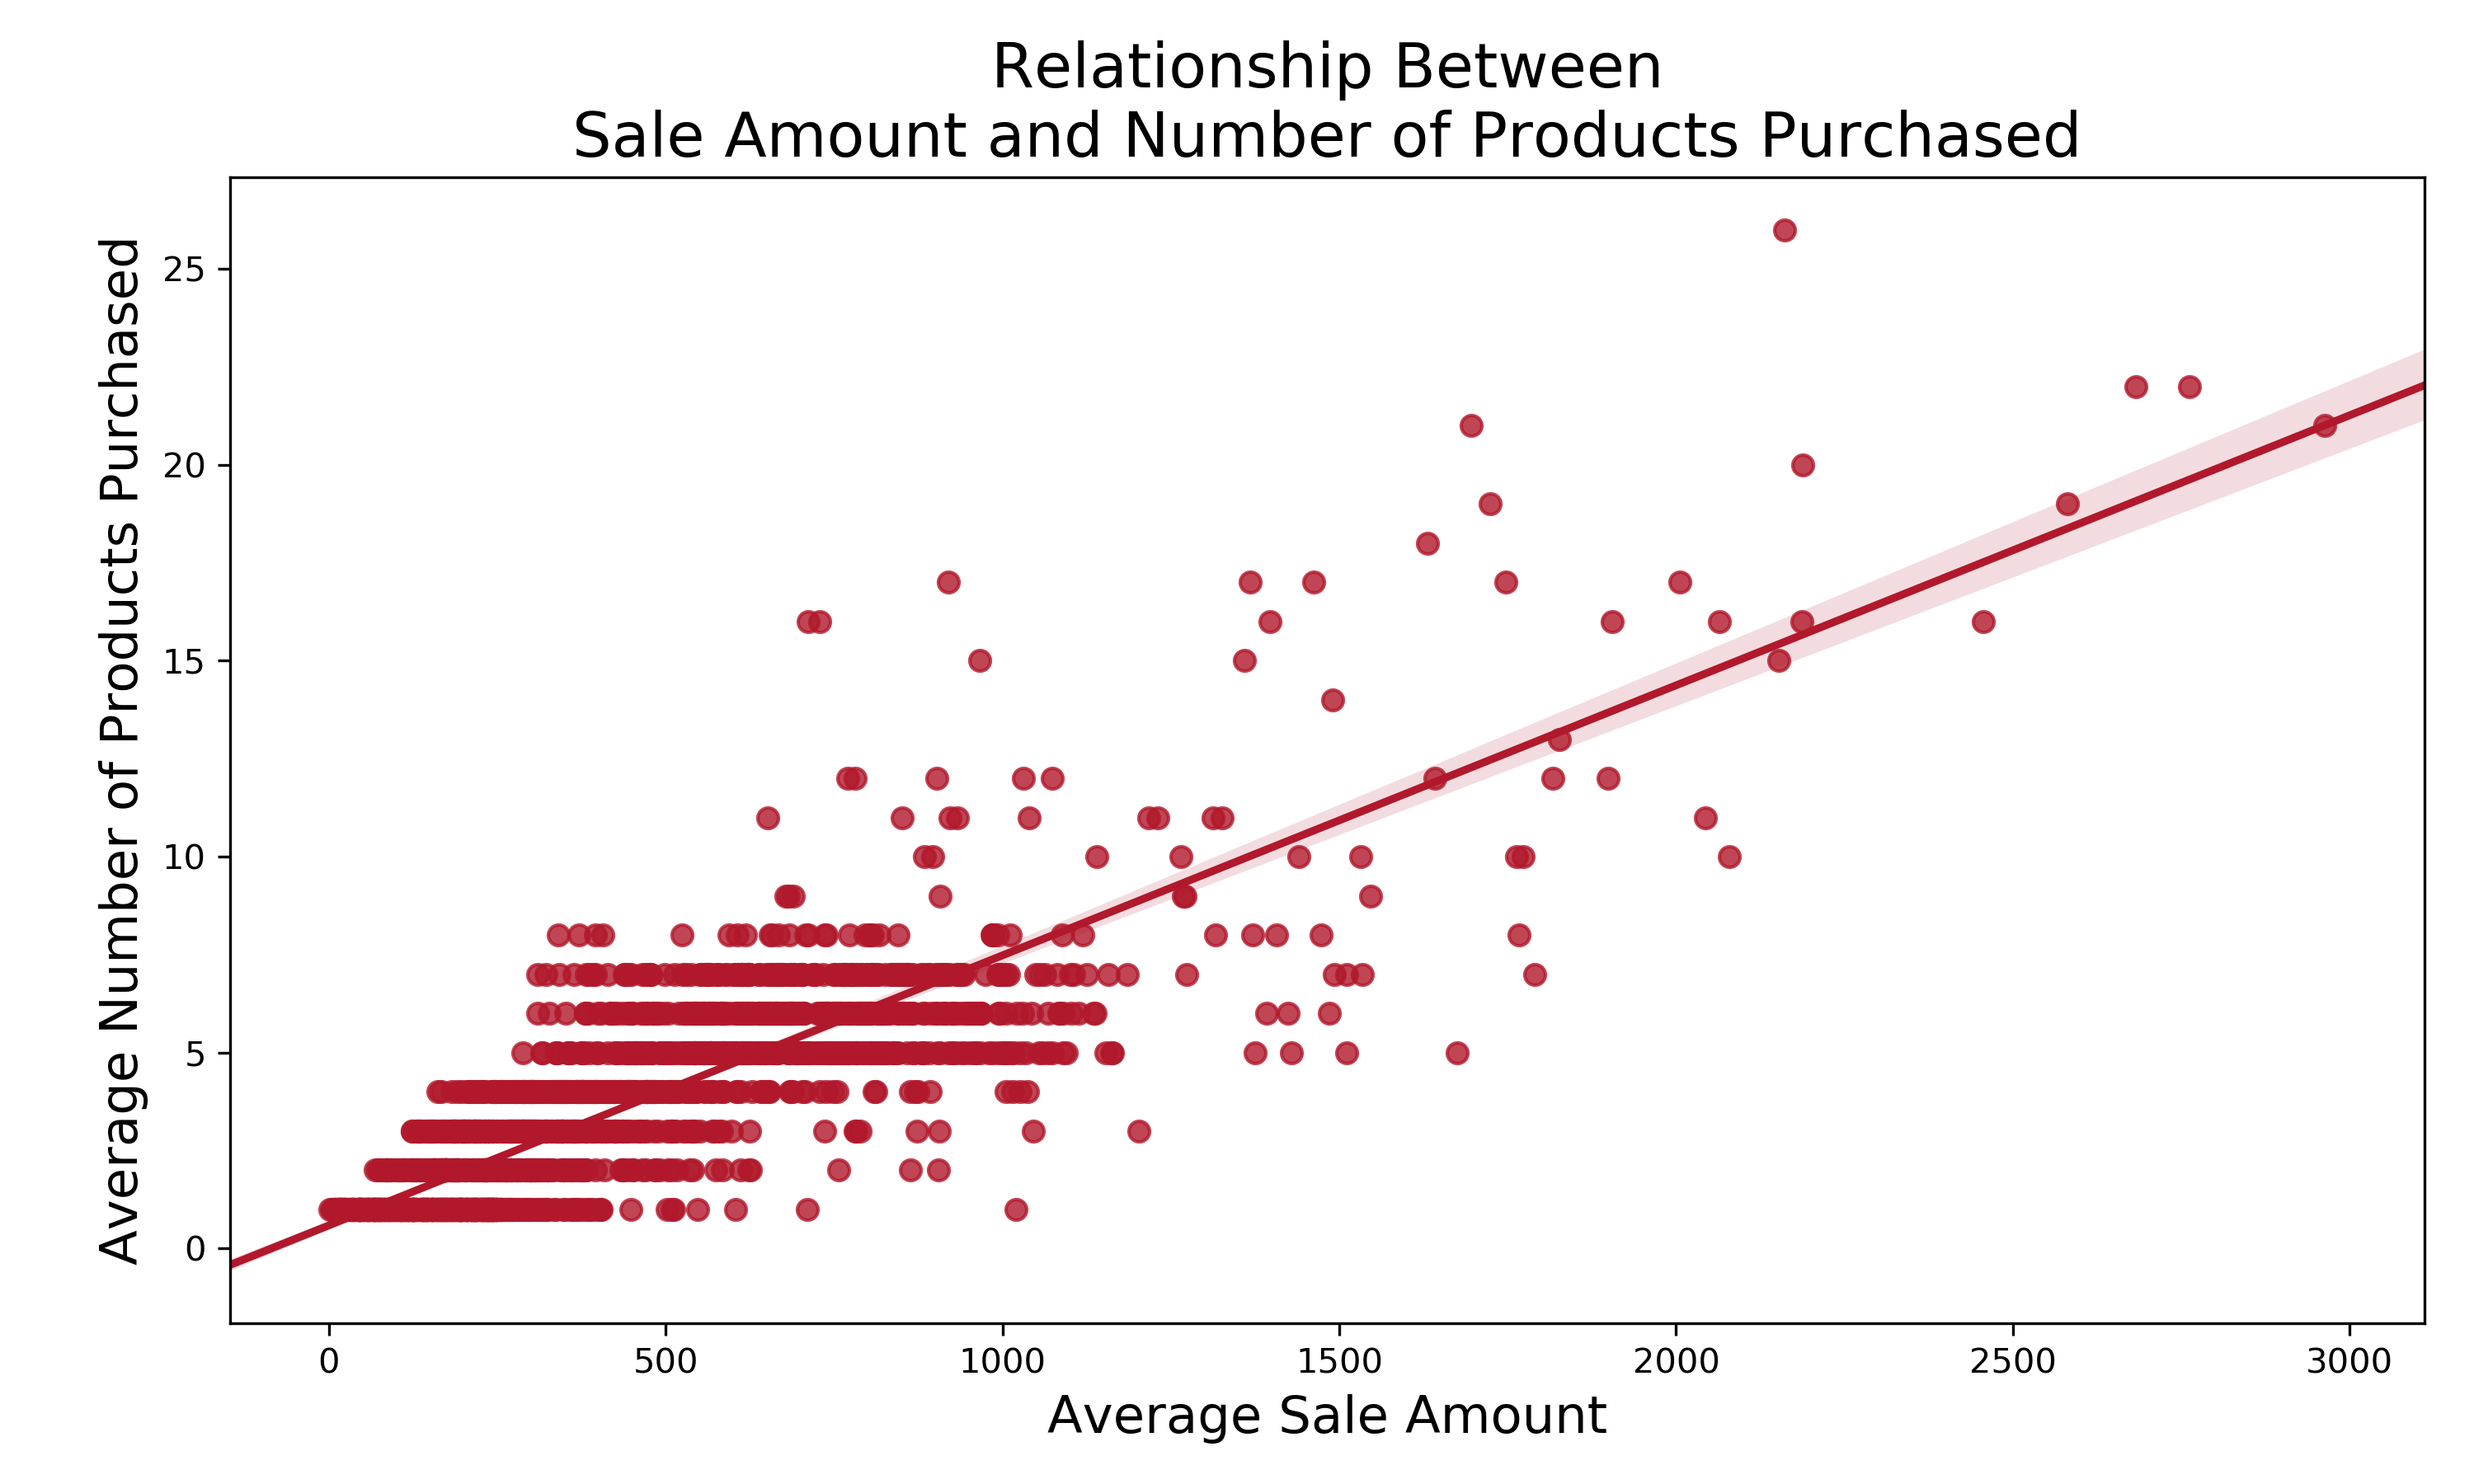 Relationship Between
Sale Amount and Number of Products Purchased
Average Number of Products Purchased
25
20
15
10
5
0
0 500 1000 1500 2000 2500 3000
Average Sale Amount